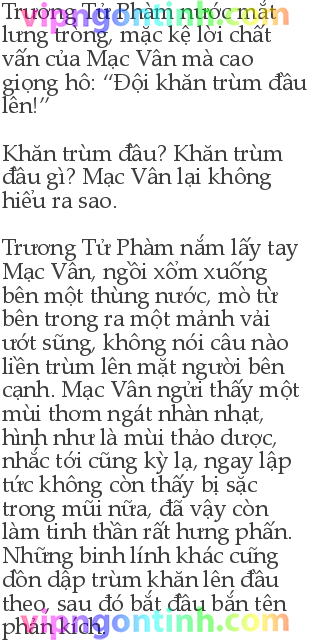 Trương Tử Phàm nước mắt
lưng tròng, mặc kệ lời chất
vấn của Mạc Vân mà cao
giọng hô: “Đội khăn trùm đầu
lên!”
Khăn trùm đầu? Khăn trùm
đầu gì? Mạc Vân lại không
hiểu ra sao.
Trương Tử Phàm nắm lấy tay
Mạc Vân, ngồi xổm xuống
bên một thùng nước, mò từ
bên trong ra một mảnh vải
ướt sũng, không nói câu nào
liền trùm lên mặt người bên
cạnh. Mạc Vân ngửi thấy một
mùi thơm ngát nhàn nhạt,
hình như là mùi thảo dược,
nhắc tới cũng kỳ lạ, ngay lập
tức không còn thấy bị sặc
trong mũi nữa, đã vậy còn
làm tinh thần rất hưng phấn.
Những binh lính khác cũng
dồn dập trùm khăn lên đầu
theo, sau đó bắt đầu bắn tên
phản kích.
vipngontinh.com
vipngontinh.com